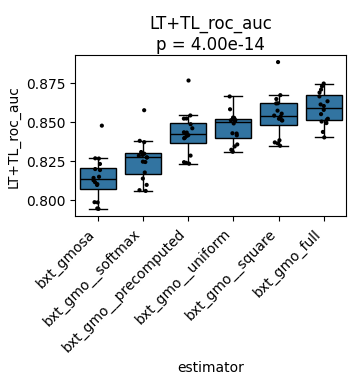 LT+TL_roc_auc
p = 4.00e-14
LT+TL_roc_auc
0.875
0.850
0.825
0.800
bxt_gmosa
bxt_gmo__softmax
bxt_gmo__precomputed
bxt_gmo__uniform
bxt_gmo__square
bxt_gmo_full
estimator